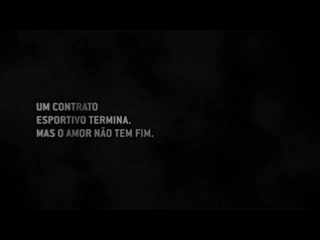 UM CONTRATO
ESPORTIVO TERMINA.
MAS O AMOR NÃO TEM FIM.